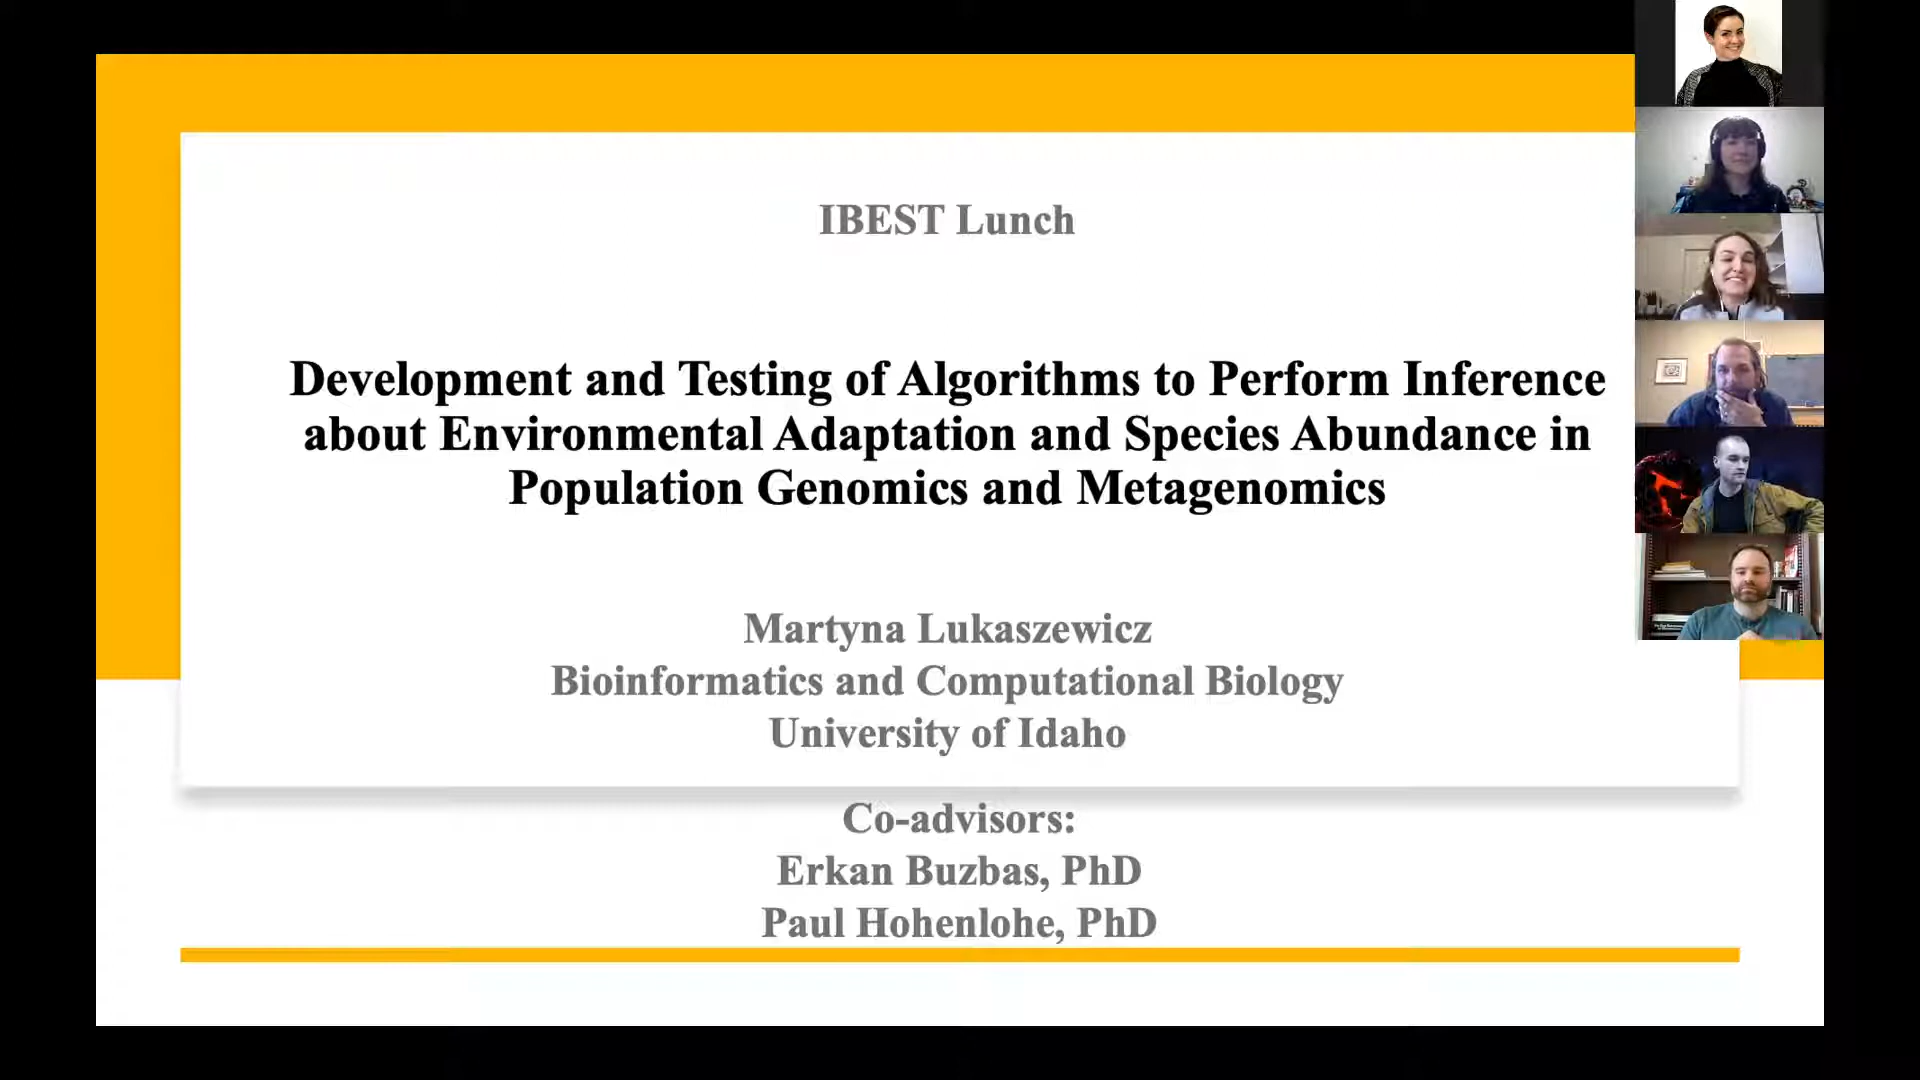 IBEST Lunch
Development and Testing of Algorithms to Perform Inference
about Environmental Adaptation and Species Abundance in
Population Genomics and Metagenomics
Martyna Lukaszewicz
Bioinformatics and Computational Biology
University of Idaho
Co-advisors:
Erkan Buzbas, PhD
Paul Hohenlohe, PhD